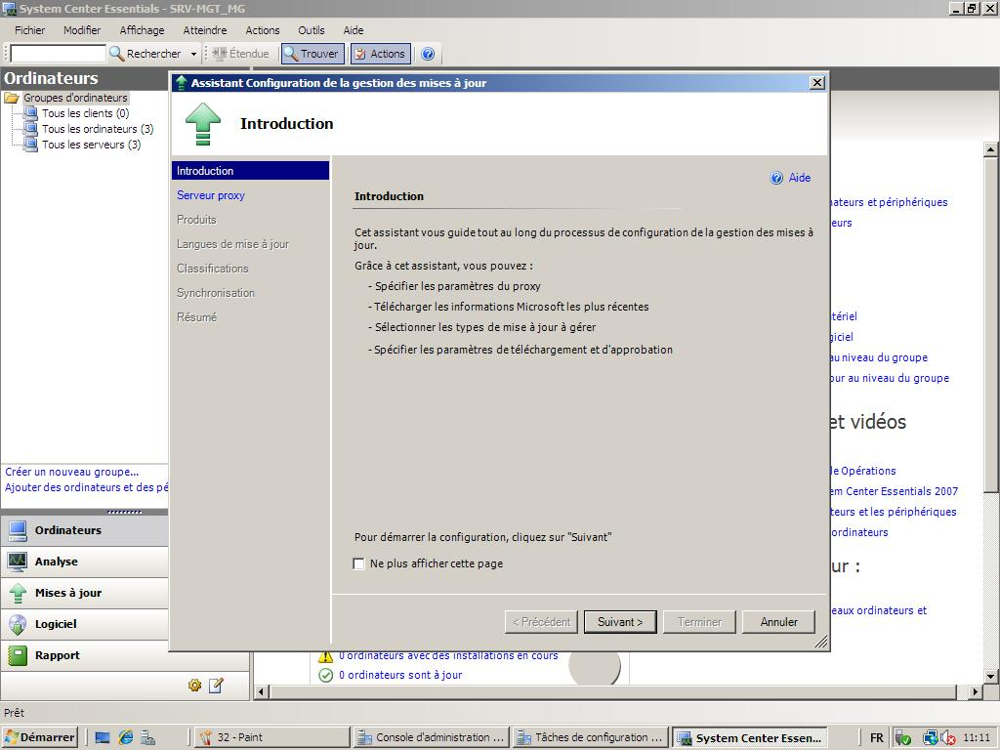 System Center Essentials - SRV-MGT_MG
Fichier Modifier Affichage Atteindre Actions Outils Aide
Rechercher Étendue Trouver Actions
Ordinateurs
Groupes d'ordinateurs
Tous les clients (0)
Tous les ordinateurs (3)
Tous les serveurs (3)
Créer un nouveau groupe...
Ajouter des ordinateurs et des pé
Ordinateurs
Analyse
Mises à jour
Logiciel
Rapport
Assistant Configuration de la gestion des mises à jour
Introduction
Introduction
Serveur proxy
Produits
Langues de mise à jour
Classifications
Synchronisation
Résumé
Aide
Introduction
Cet assistant vous guide tout au long du processus de configuration de la gestion des mises à
jour.
Grâce à cet assistant, vous pouvez :
- Spécifier les paramètres du proxy
- Télécharger les informations Microsoft les plus récentes
- Sélectionner les types de mise à jour à gérer
- Spécifier les paramètres de téléchargement et d'approbation
Pour démarrer la configuration, cliquez sur "Suivant"
Ne plus afficher cette page
< Précédent Suivant > Terminer Annuler
ateurs et périphériques
eurs
tériel
giciel
au niveau du groupe
our au niveau du groupe
et vidéos
le Opérations
em Center Essentials 2007
teurs et les périphériques
ordinateurs
ur :
eaux ordinateurs et
0 ordinateurs avec des installations en cours
0 ordinateurs sont à jour
Prêt
Démarrer 32 - Paint Console d'administration ... Tâches de configuration ... System Center Essen... FR 11:11